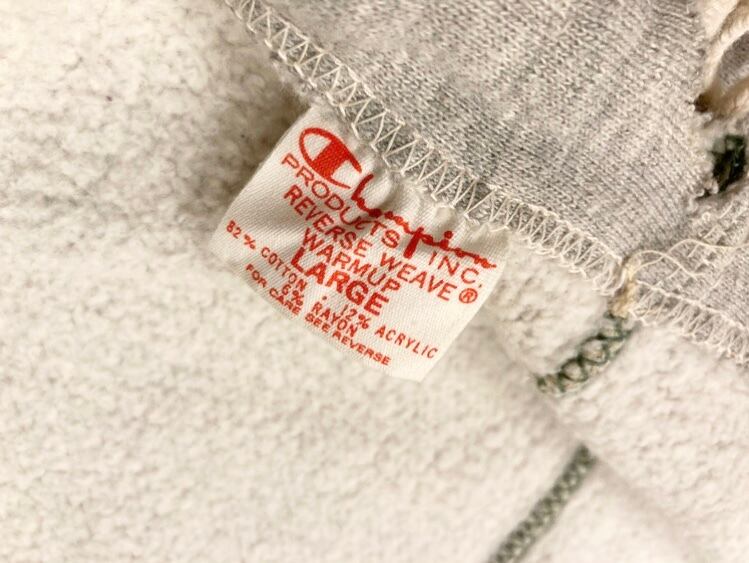 Champion
PRODUCTS INC.
REVERSE WEAVE®
WARMUP
LARGE
82% COTTON · 12% ACRYLIC
6% RAYON
FOR CARE SEE REVERSE